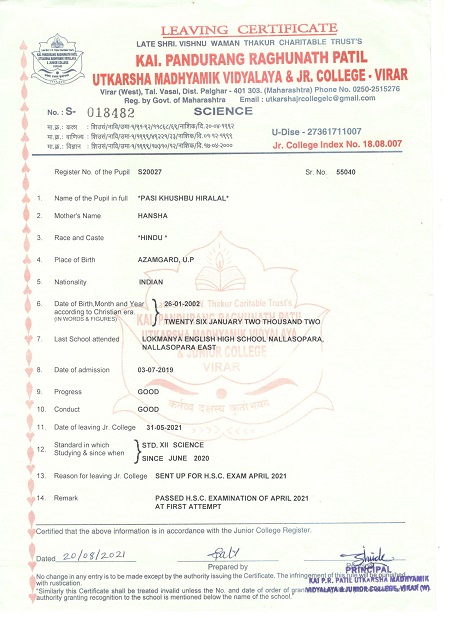 LEAVING CERTIFICATE
LATE SHRI. VISHNU WAMAN THAKUR CHARITABLE TRUST'S
KAI. PANDURANG RAGHUNATH PATIL
UTKARSHA MADHYAMIK VIDYALAYA & JR. COLLEGE - VIRAR
Virar (West), Tal. Vasai, Dist. Palghar - 401 303. (Maharashtra) Phone No. 0250-2515276
Reg. by Govt. of Maharashtra Email : utkarshajrcollegelc@gmail.com
No. : S- 018482 SCIENCE
मा.क्र. : कला :
मा.क्र. : वाणिज्य : U-Dise - 27361711007
मा.क्र. : विज्ञान : Jr. College Index No. 18.08.007
Register No. of the Pupil S20027 Sr. No. 55040
1. Name of the Pupil in full *PASI KHUSHBU HIRALAL*
2. Mother's Name HANSHA
3. Race and Caste *HINDU *
4. Place of Birth AZAMGARD, U.P
5. Nationality INDIAN
6. Date of Birth,Month and Year 26-01-2002
according to Christian era.
(IN WORDS & FIGURES) TWENTY SIX JANUARY TWO THOUSAND TWO
7. Last School attended LOKMANYA ENGLISH HIGH SCHOOL NALLASOPARA,
NALLASOPARA EAST
8. Date of admission 03-07-2019
9. Progress GOOD
10. Conduct GOOD
11. Date of leaving Jr. College 31-05-2021
12. Standard in which STD. XII SCIENCE
Studying & since when SINCE JUNE 2020
13. Reason for leaving Jr. College SENT UP FOR H.S.C. EXAM APRIL 2021
14. Remark PASSED H.S.C. EXAMINATION OF APRIL 2021
AT FIRST ATTEMPT
Certified that the above information is in accordance with the Junior College Register.
Dated 20/08/2021
Prepared by PRINCIPAL
No change in any entry is to be made except by the authority issuing the Certificate. The infringement of this rule will be punished
with rustication. KAI P.R. PATIL UTKARSHA MADHYAMIK
"Similarly this Certificate shall be treated invalid unless the No. and date of order of VIDYALAYA & JUNIOR COLLEGE, VIRAR (W).
authority granting recognition to the school is mentioned below the name of the school."